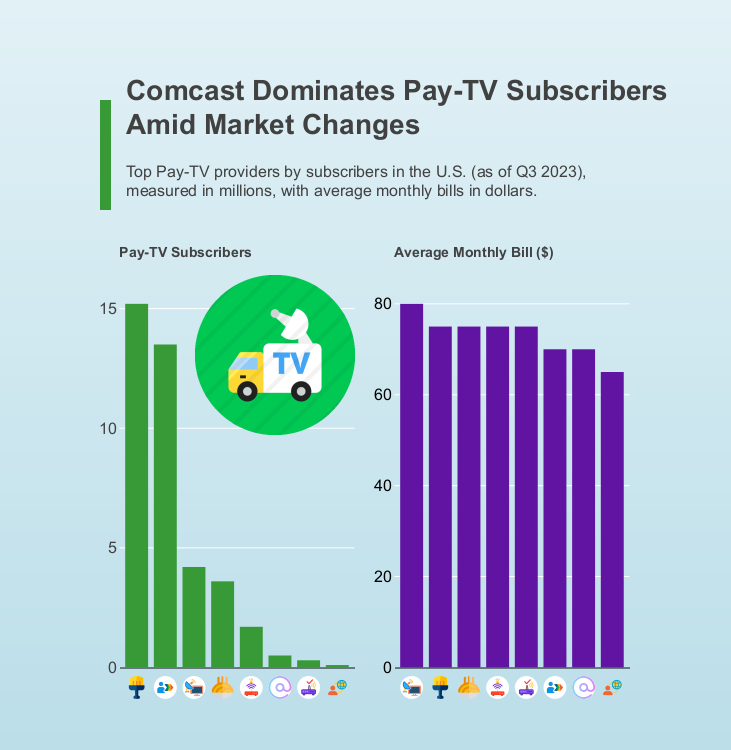 Comcast Dominates Pay-TV Subscribers
Amid Market Changes
Top Pay-TV providers by subscribers in the U.S. (as of Q3 2023),
measured in millions, with average monthly bills in dollars.
Pay-TV Subscribers
15
10
5
0
TV
Average Monthly Bill ($)
80
60
40
20
0